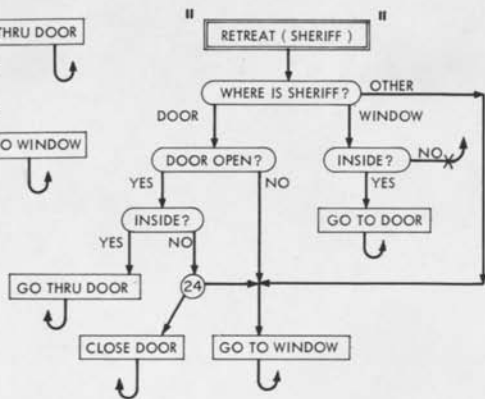 THRU DOOR
" RETREAT ( SHERIFF ) "
WHERE IS SHERIFF? OTHER
DOOR WINDOW
O WINDOW
DOOR OPEN? INSIDE? NO
YES NO YES
INSIDE? GO TO DOOR
YES NO
GO THRU DOOR 24
CLOSE DOOR GO TO WINDOW